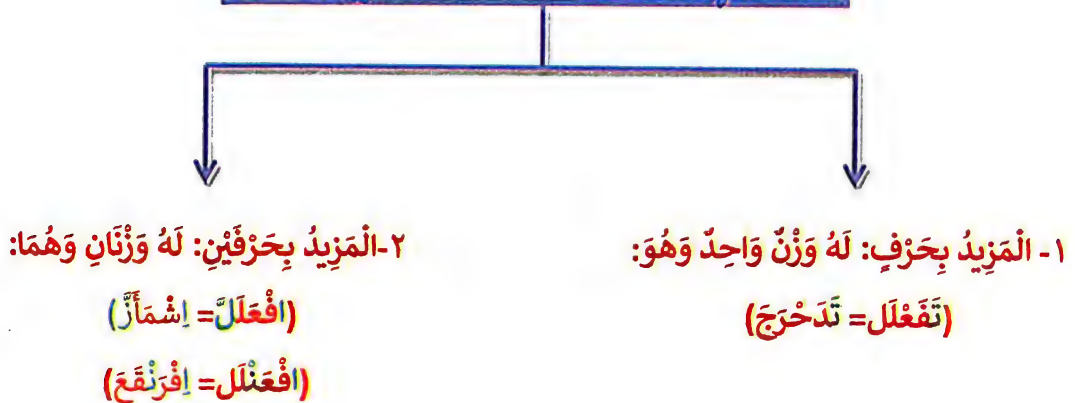 ١- الْمَزِيدُ بِحَرْفٍ: لَهُ وَزْنٌ وَاحِدٌ وَهُوَ:
(تَفَعْلَل= تَدَحْرَجَ)
٢-الْمَزِيدُ بِحَرْفَيْنِ: لَهُ وَزْنَانِ وَهُمَا:
(افْعَلَلَّ= اِشْمَأَزَّ)
(افْعَنْلَل= اِفْرَنْقَعَ)